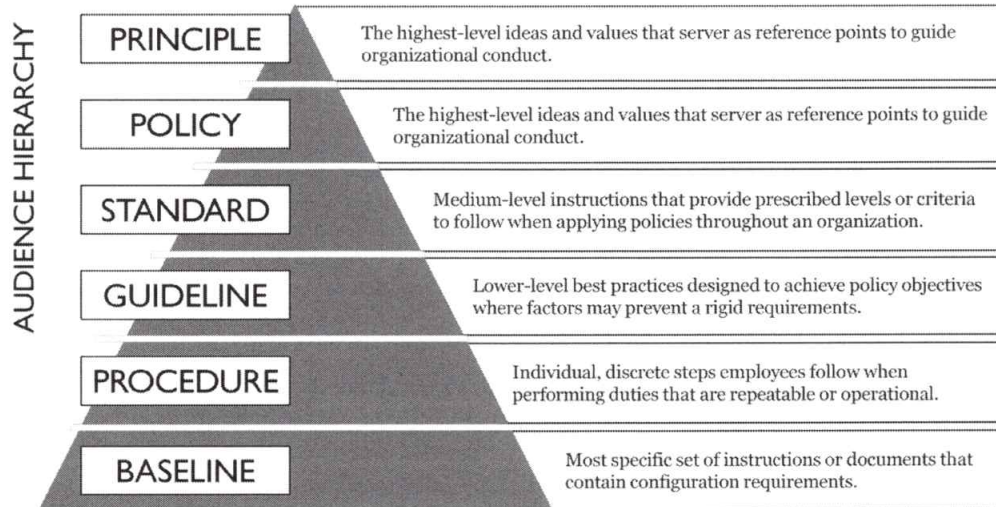 AUDIENCE HIERARCHY
PRINCIPLE
The highest-level ideas and values that server as reference points to guide
organizational conduct.
POLICY
The highest-level ideas and values that server as reference points to guide
organizational conduct.
STANDARD
Medium-level instructions that provide prescribed levels or criteria
to follow when applying policies throughout an organization.
GUIDELINE
Lower-level best practices designed to achieve policy objectives
where factors may prevent a rigid requirements.
PROCEDURE
Individual, discrete steps employees follow when
performing duties that are repeatable or operational.
BASELINE
Most specific set of instructions or documents that
contain configuration requirements.